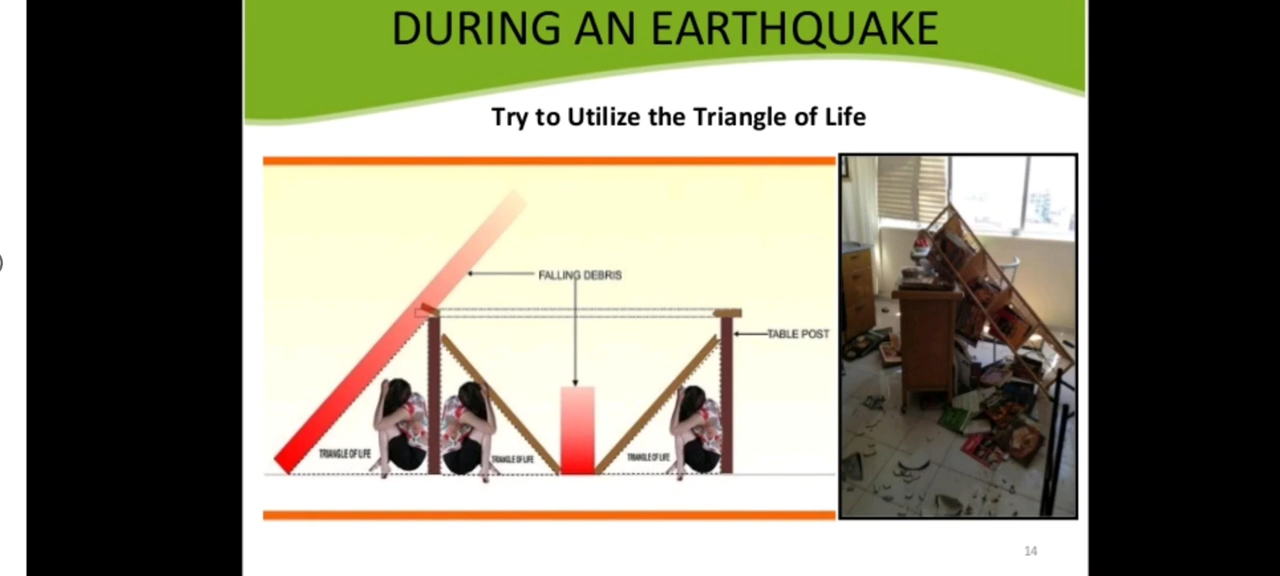 DURING AN EARTHQUAKE
Try to Utilize the Triangle of Life
FALLING DEBRIS
TABLE POST
TRIANGLE OF LIFE
TRIANGLE OF LIFE
TRIANGLE OF LIFE
)
14